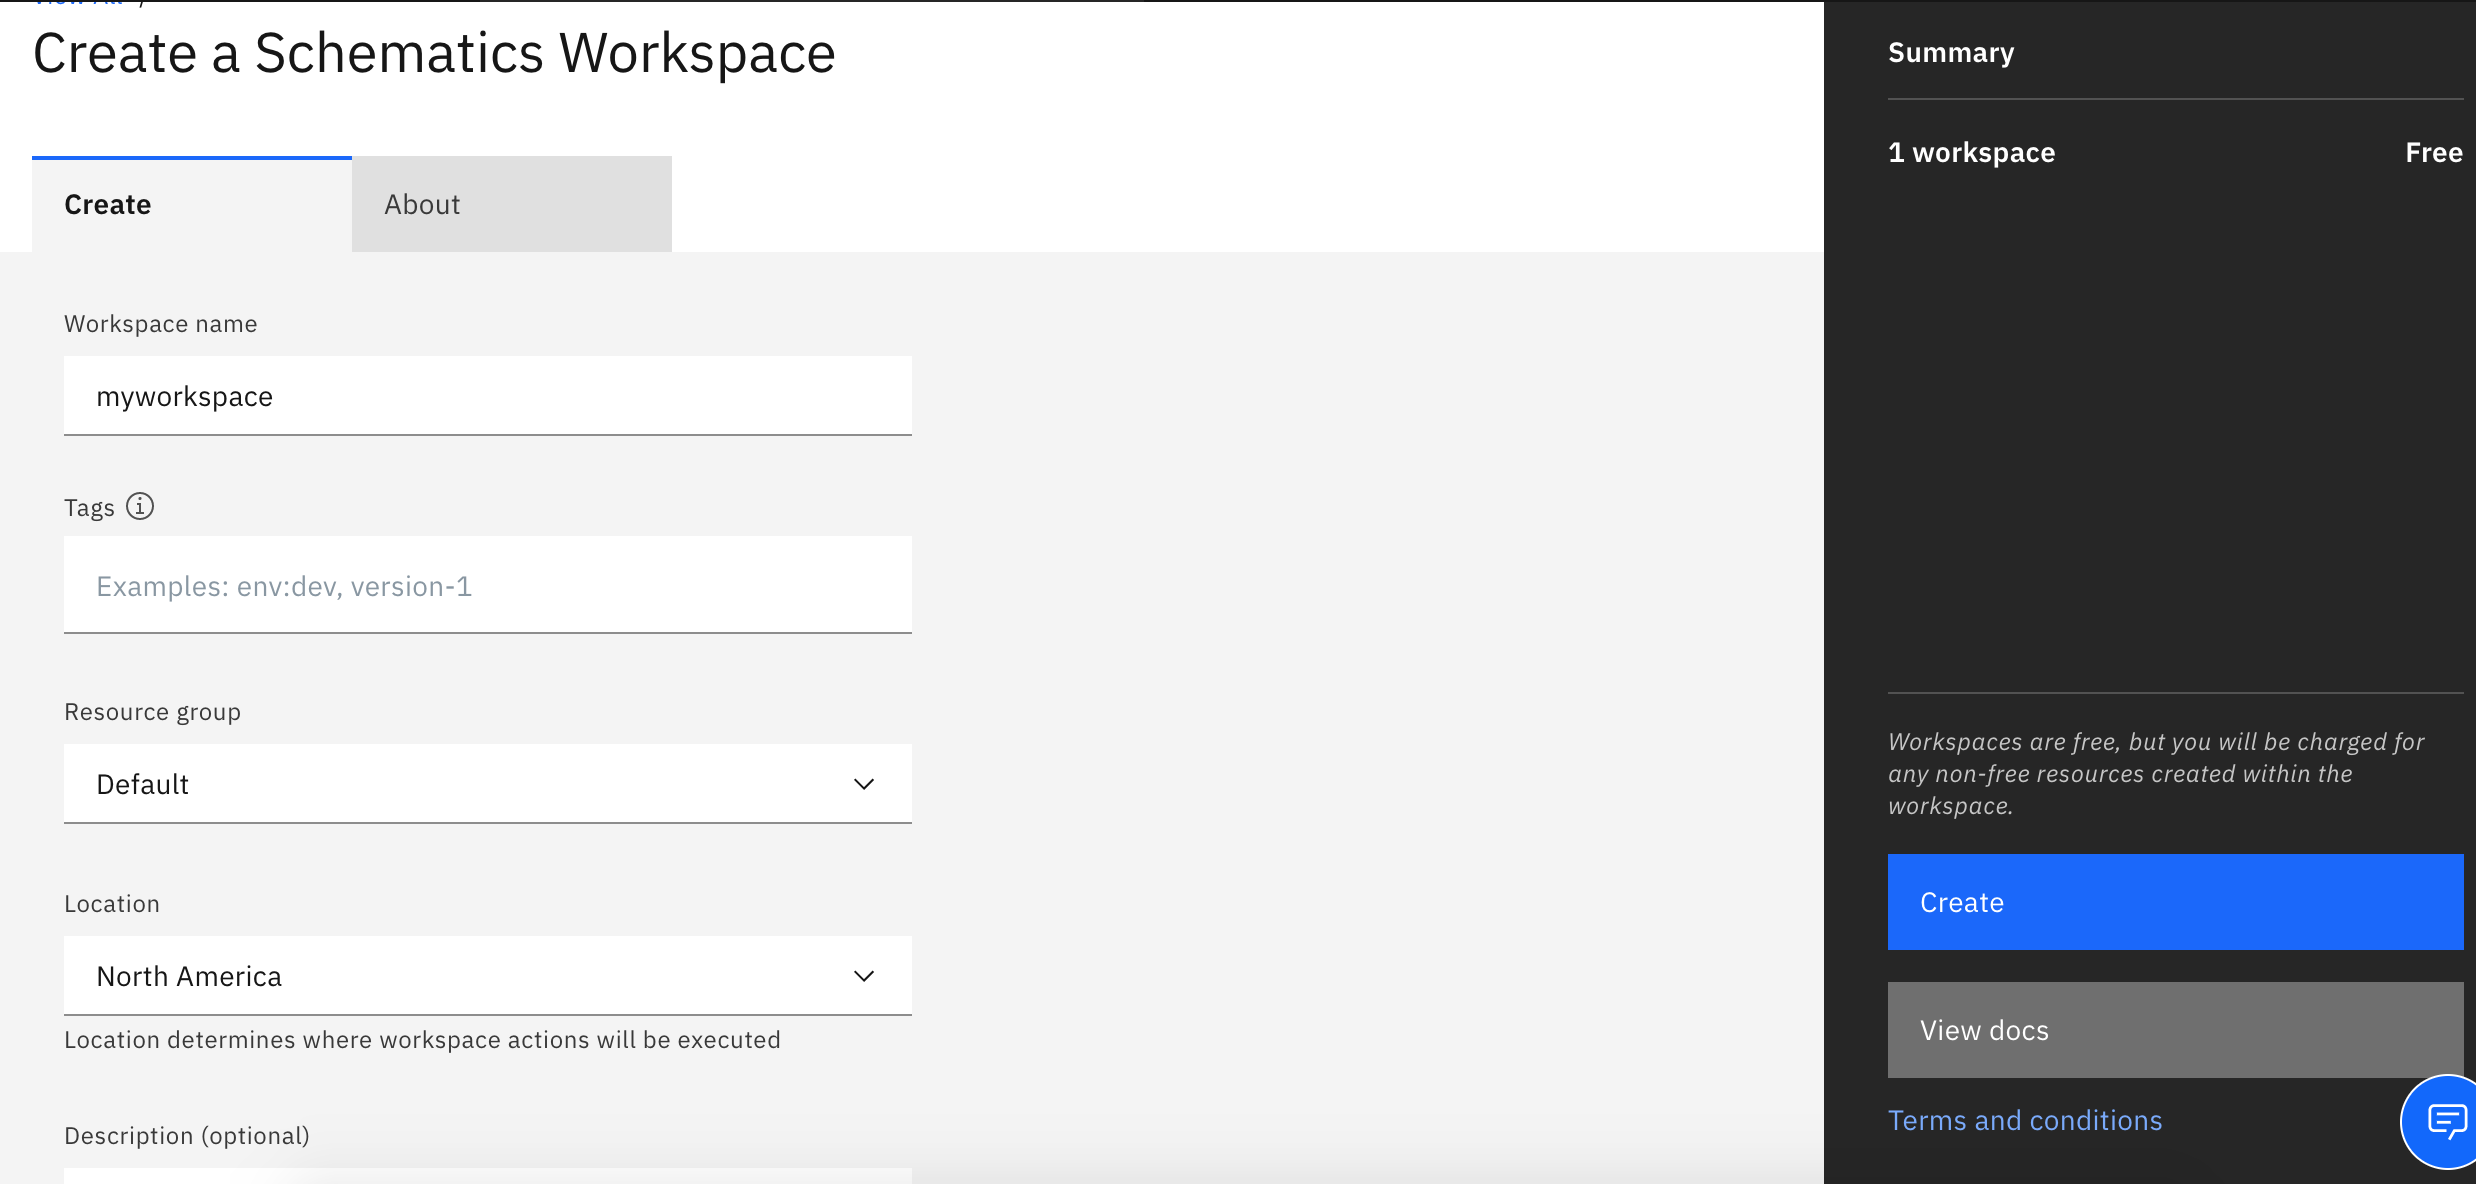 Create a Schematics Workspace
Create
About
Workspace name
myworkspace
Tags
Examples: env:dev, version-1
Resource group
Default
Location
North America
Location determines where workspace actions will be executed
Description (optional)
Summary
1 workspace
Free
Workspaces are free, but you will be charged for
any non-free resources created within the
workspace.
Create
View docs
Terms and conditions